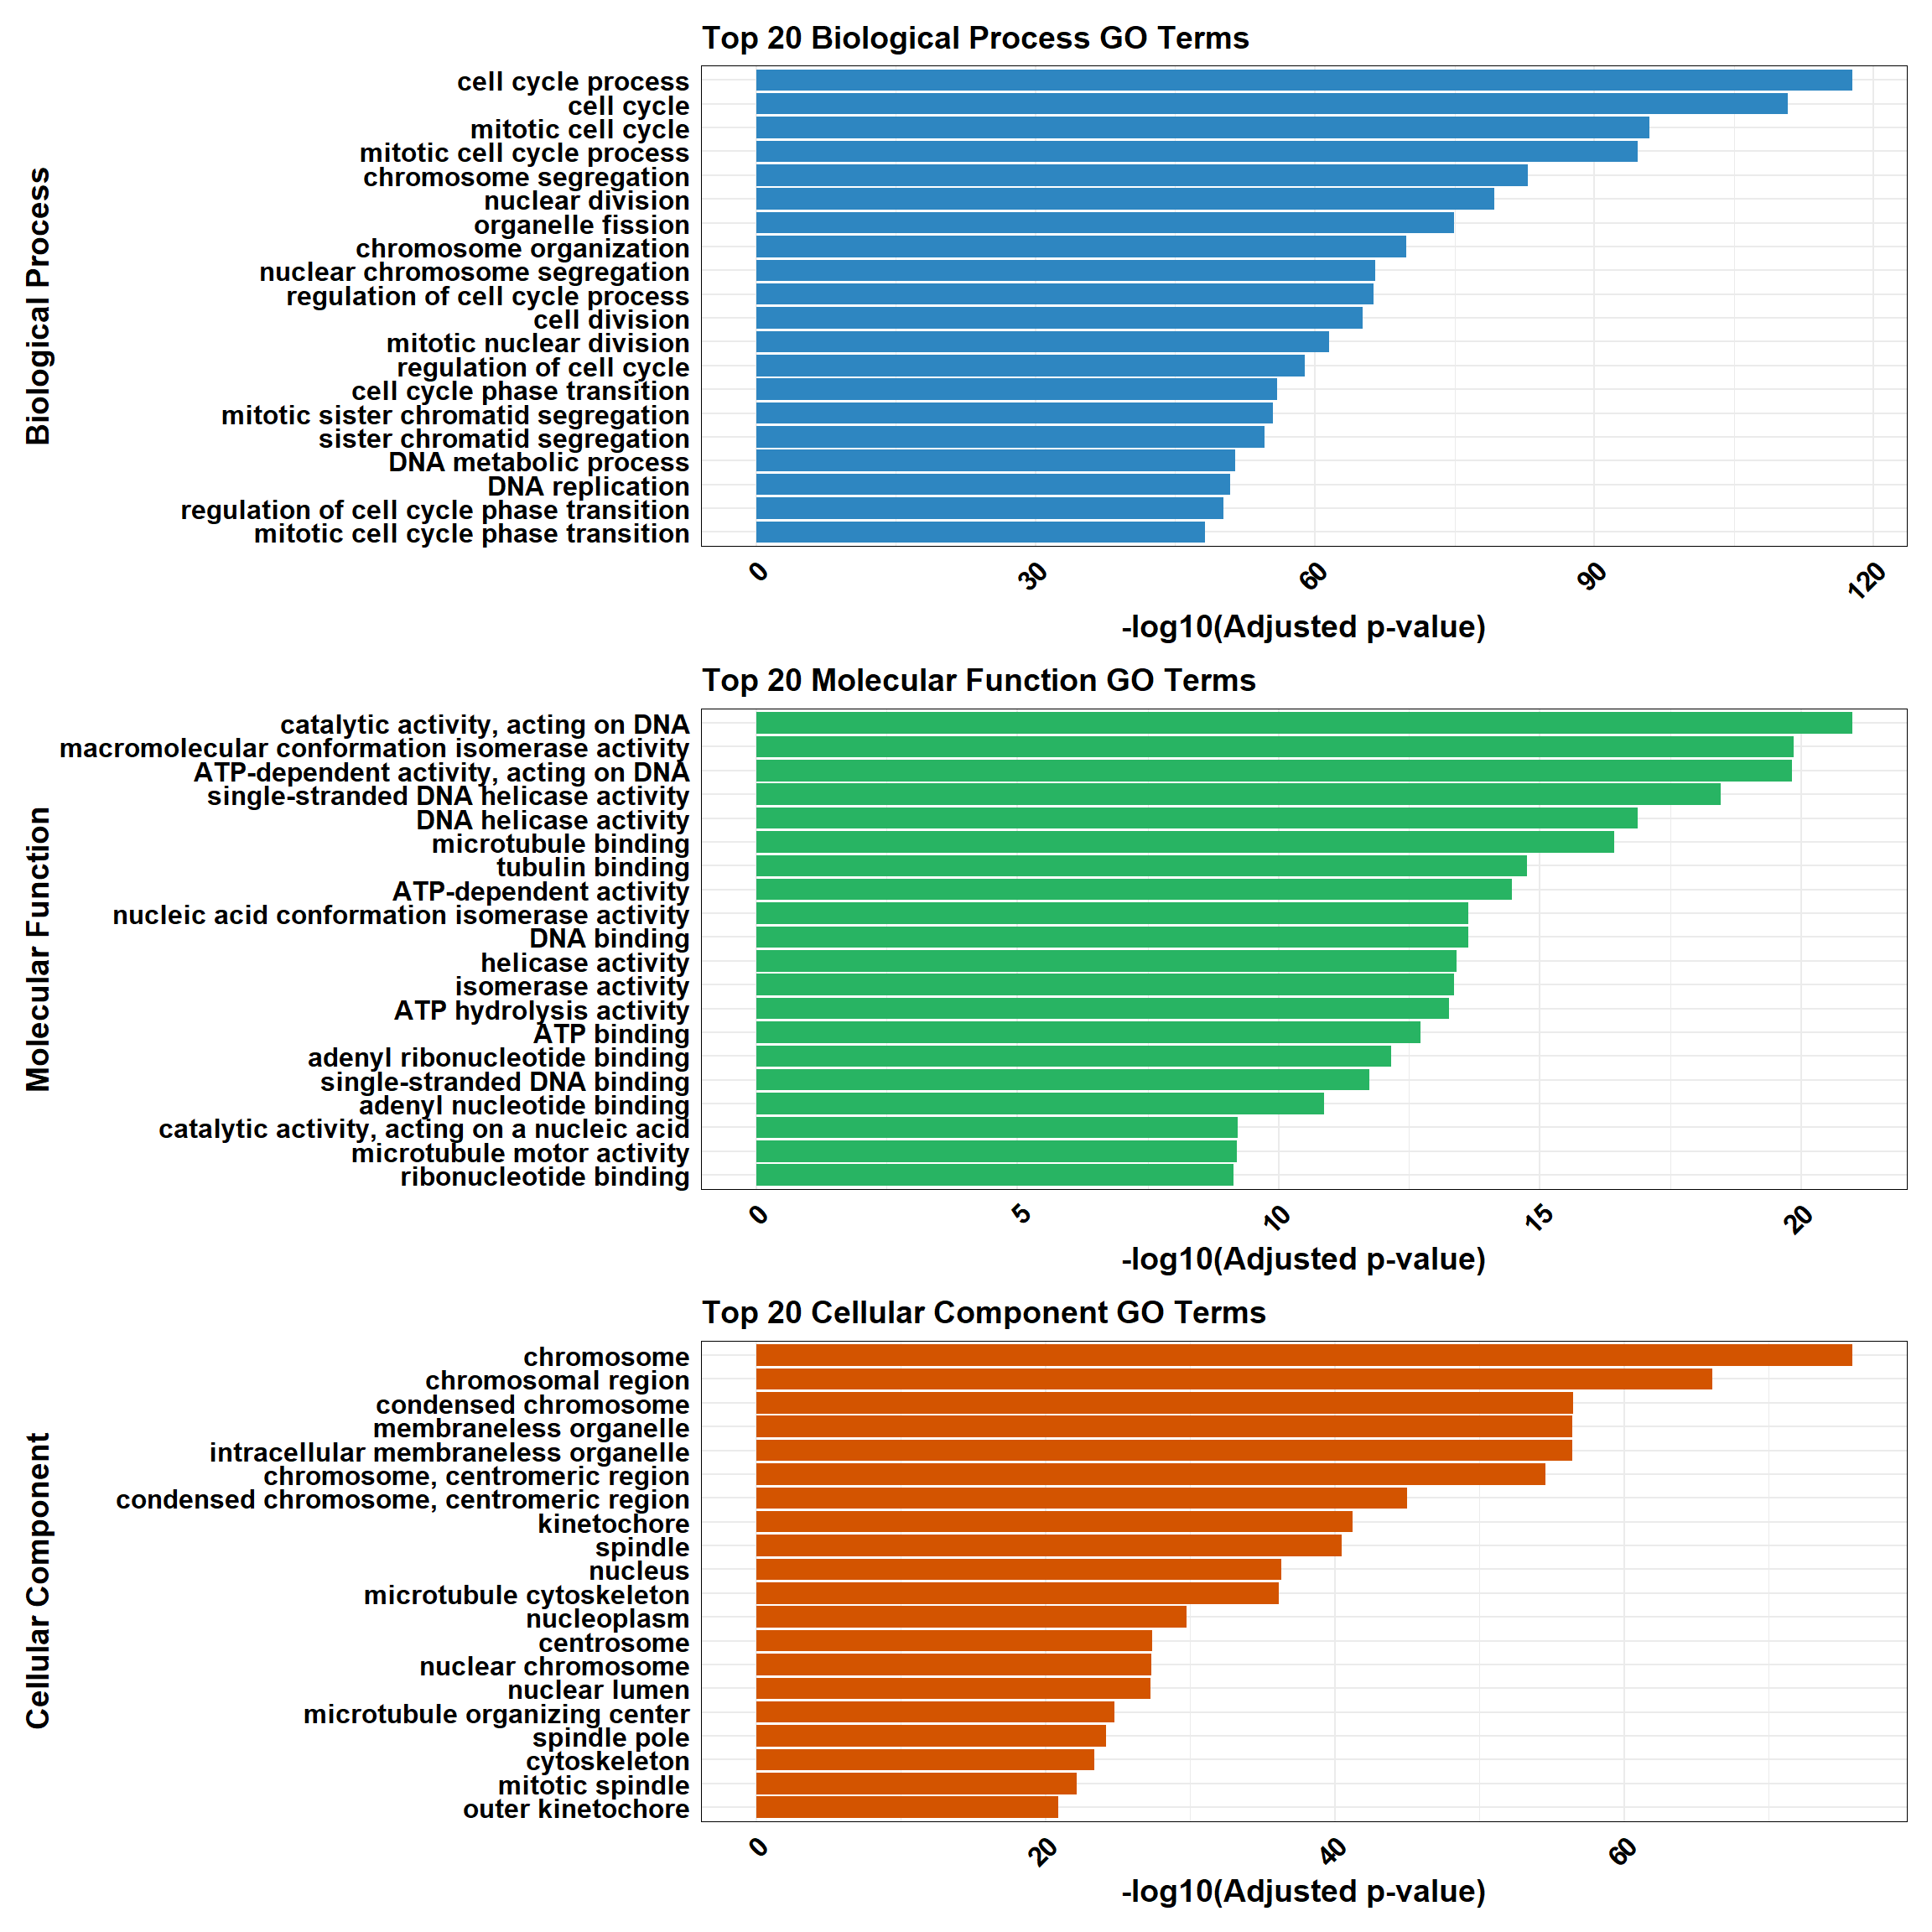 Top 20 Biological Process GO Terms
Biological Process
cell cycle process
cell cycle
mitotic cell cycle
mitotic cell cycle process
chromosome segregation
nuclear division
organelle fission
chromosome organization
nuclear chromosome segregation
regulation of cell cycle process
cell division
mitotic nuclear division
regulation of cell cycle
cell cycle phase transition
mitotic sister chromatid segregation
sister chromatid segregation
DNA metabolic process
DNA replication
regulation of cell cycle phase transition
mitotic cell cycle phase transition
0 30 60 90 120
-log10(Adjusted p-value)
Top 20 Molecular Function GO Terms
Molecular Function
catalytic activity, acting on DNA
macromolecular conformation isomerase activity
ATP-dependent activity, acting on DNA
single-stranded DNA helicase activity
DNA helicase activity
microtubule binding
tubulin binding
ATP-dependent activity
nucleic acid conformation isomerase activity
DNA binding
helicase activity
isomerase activity
ATP hydrolysis activity
ATP binding
adenyl ribonucleotide binding
single-stranded DNA binding
adenyl nucleotide binding
catalytic activity, acting on a nucleic acid
microtubule motor activity
ribonucleotide binding
0 5 10 15 20
-log10(Adjusted p-value)
Top 20 Cellular Component GO Terms
Cellular Component
chromosome
chromosomal region
condensed chromosome
membraneless organelle
intracellular membraneless organelle
chromosome, centromeric region
condensed chromosome, centromeric region
kinetochore
spindle
nucleus
microtubule cytoskeleton
nucleoplasm
centrosome
nuclear chromosome
nuclear lumen
microtubule organizing center
spindle pole
cytoskeleton
mitotic spindle
outer kinetochore
0 20 40 60
-log10(Adjusted p-value)